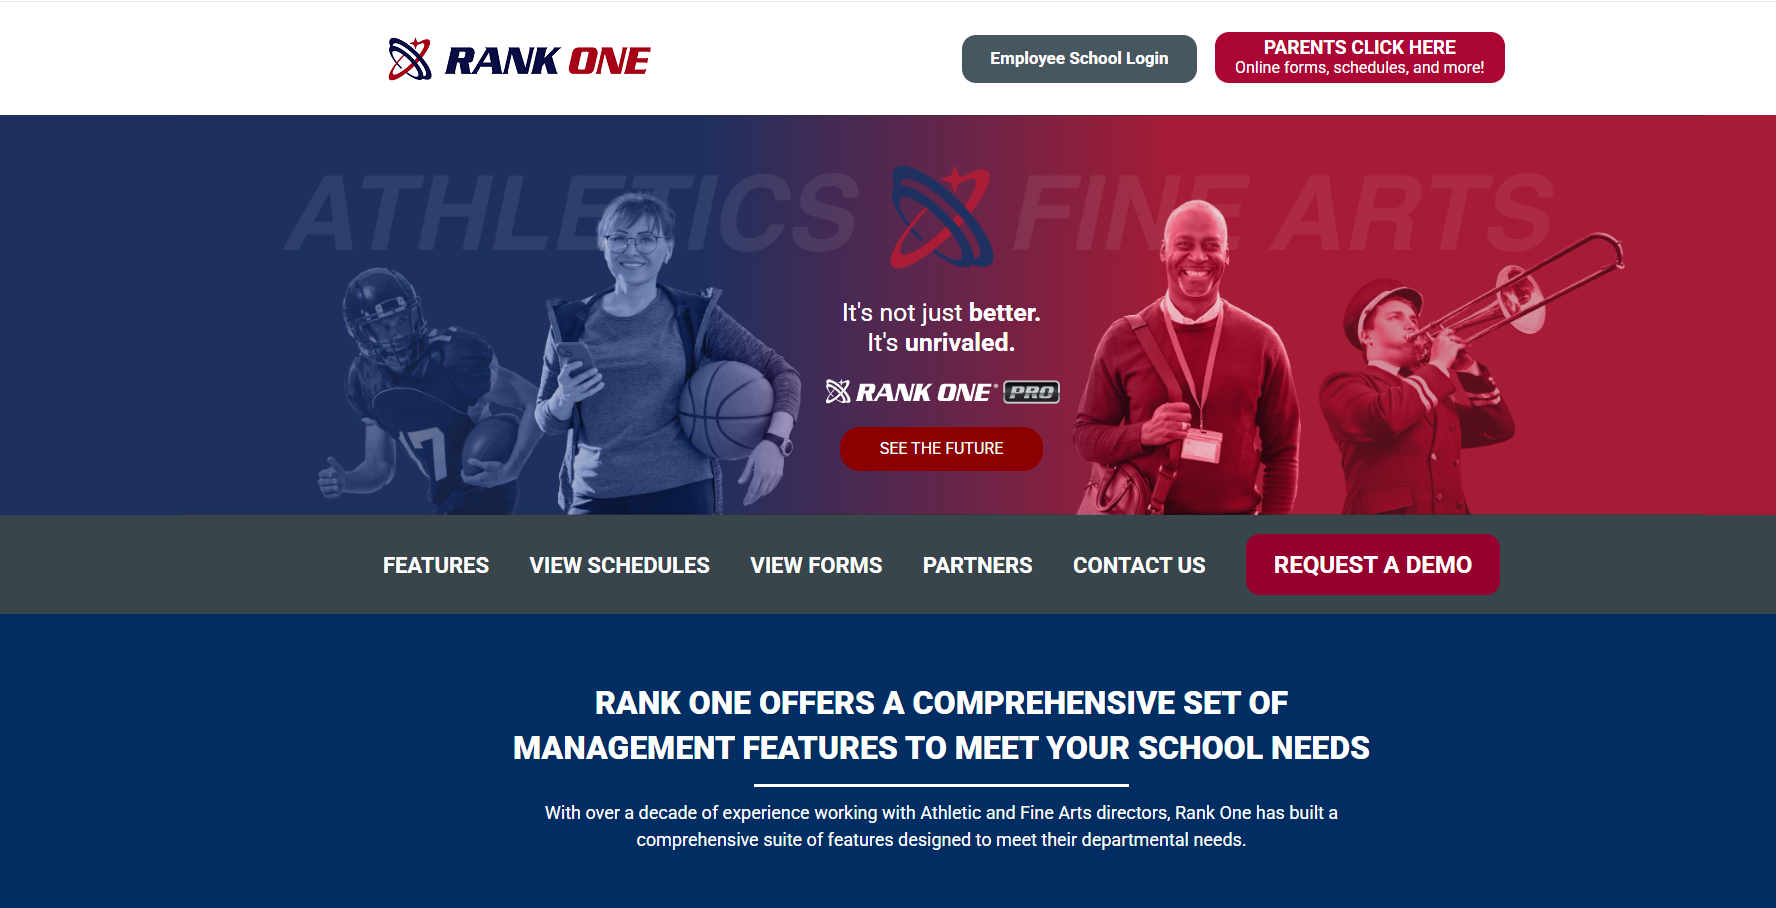 RANK ONE
Employee School Login
PARENTS CLICK HERE
Online forms, schedules, and more!
ATHLETICS FINE ARTS
It's not just better.
It's unrivaled.
RANK ONE® PRO
SEE THE FUTURE
17
FEATURES VIEW SCHEDULES VIEW FORMS PARTNERS CONTACT US REQUEST A DEMO
RANK ONE OFFERS A COMPREHENSIVE SET OF
MANAGEMENT FEATURES TO MEET YOUR SCHOOL NEEDS
With over a decade of experience working with Athletic and Fine Arts directors, Rank One has built a
comprehensive suite of features designed to meet their departmental needs.